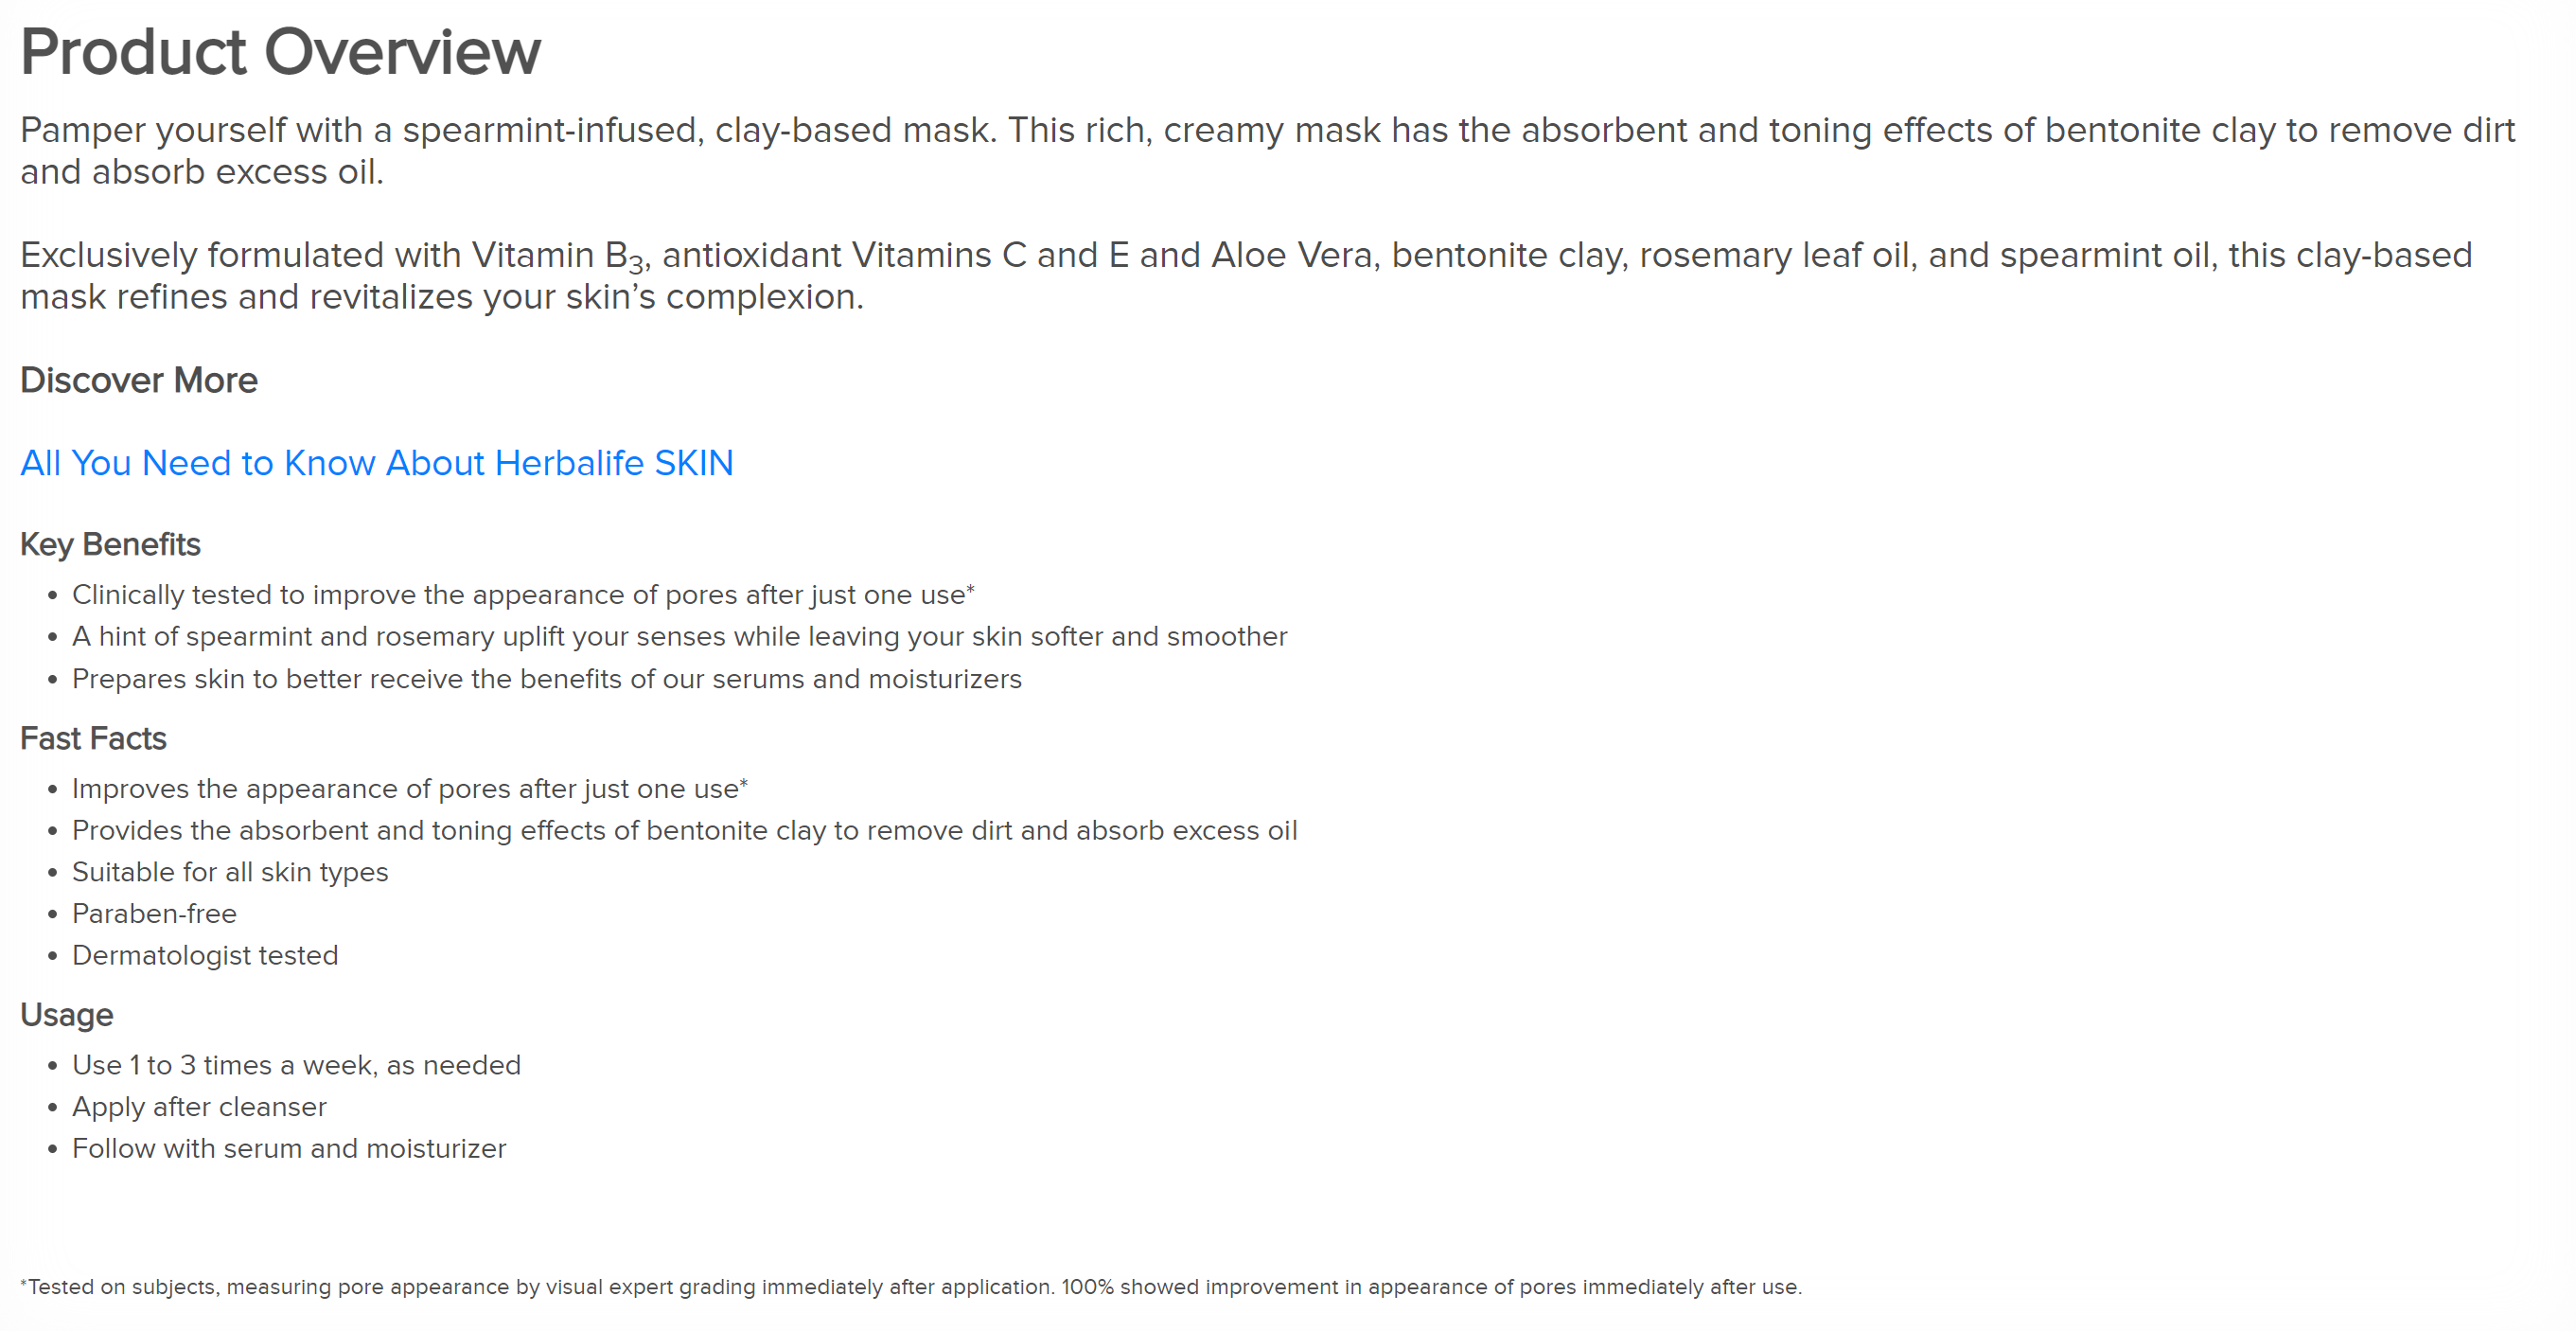 Product Overview
Pamper yourself with a spearmint-infused, clay-based mask. This rich, creamy mask has the absorbent and toning effects of bentonite clay to remove dirt
and absorb excess oil.
Exclusively formulated with Vitamin B₃, antioxidant Vitamins C and E and Aloe Vera, bentonite clay, rosemary leaf oil, and spearmint oil, this clay-based
mask refines and revitalizes your skin’s complexion.
Discover More
All You Need to Know About Herbalife SKIN
Key Benefits
• Clinically tested to improve the appearance of pores after just one use*
• A hint of spearmint and rosemary uplift your senses while leaving your skin softer and smoother
• Prepares skin to better receive the benefits of our serums and moisturizers
Fast Facts
• Improves the appearance of pores after just one use*
• Provides the absorbent and toning effects of bentonite clay to remove dirt and absorb excess oil
• Suitable for all skin types
• Paraben-free
• Dermatologist tested
Usage
• Use 1 to 3 times a week, as needed
• Apply after cleanser
• Follow with serum and moisturizer
*Tested on subjects, measuring pore appearance by visual expert grading immediately after application. 100% showed improvement in appearance of pores immediately after use.